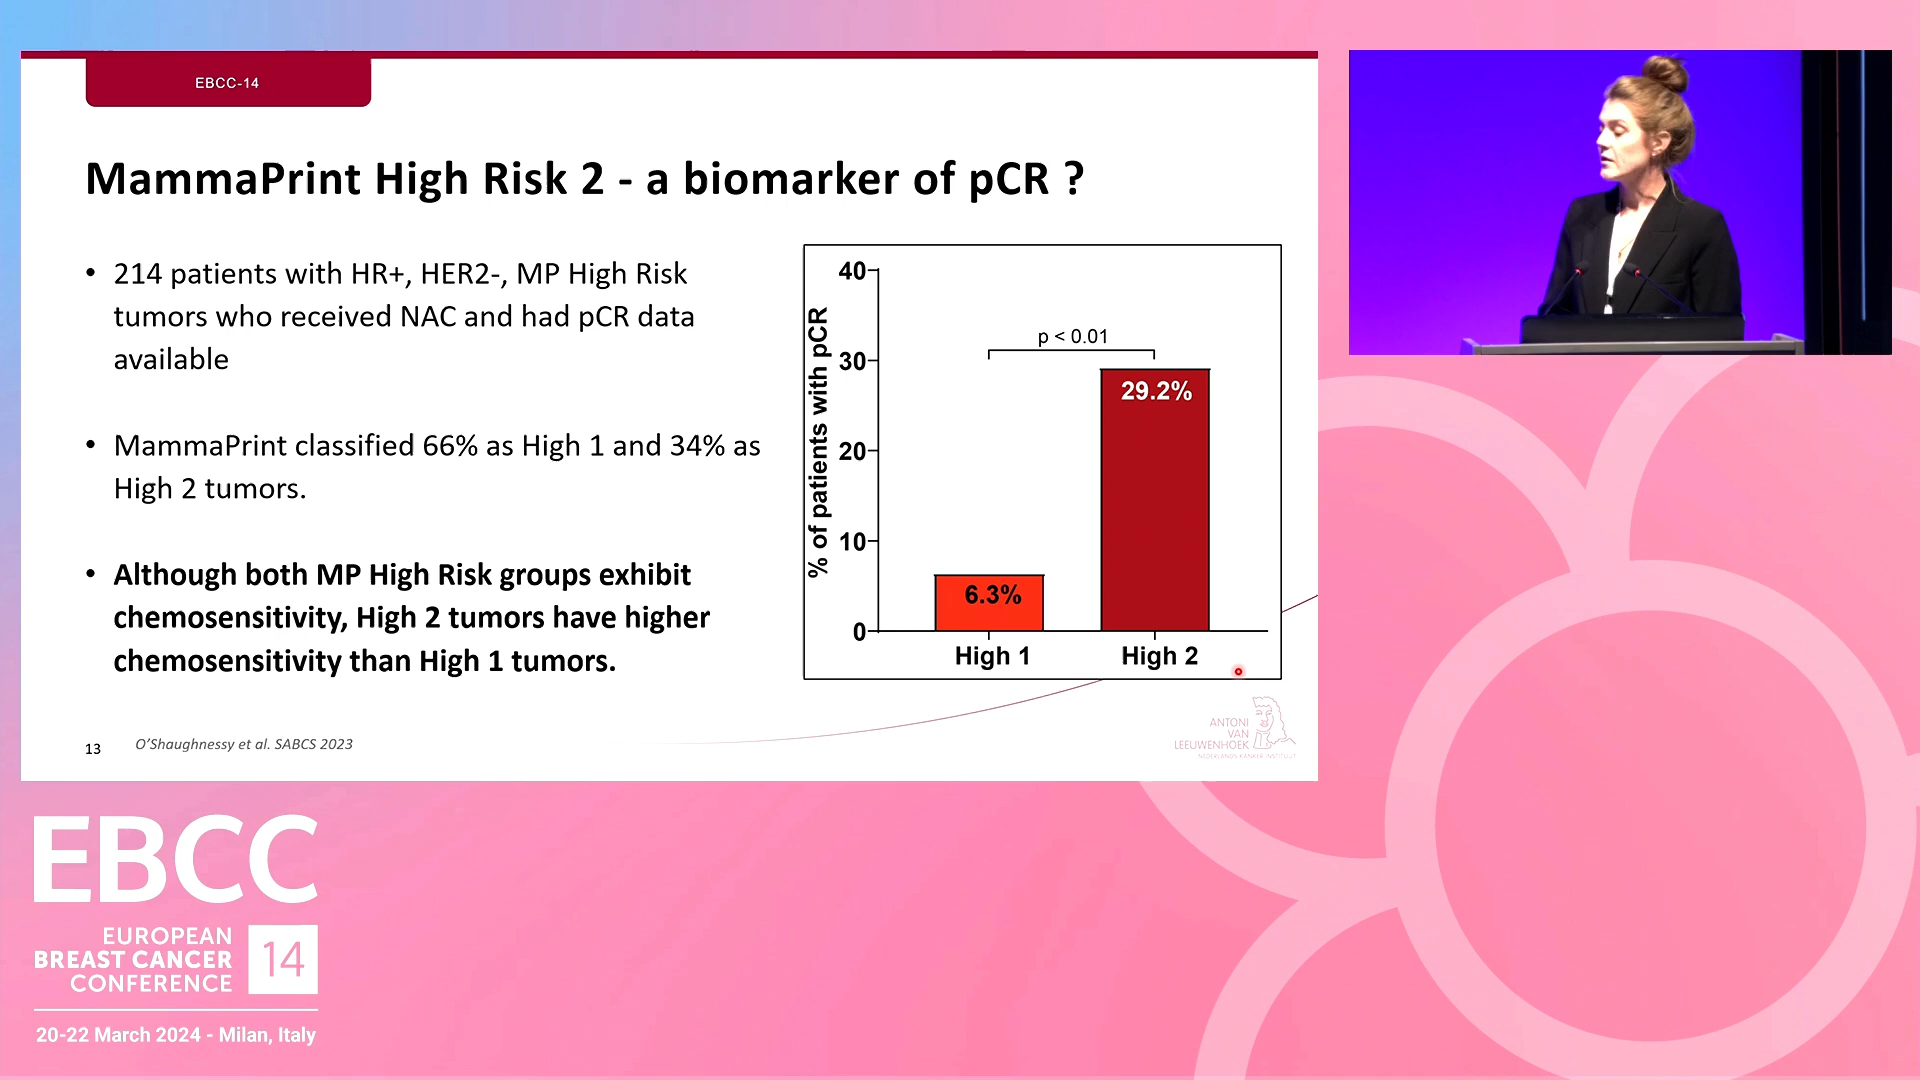 EBCC-14
MammaPrint High Risk 2 - a biomarker of pCR ?
• 214 patients with HR+, HER2-, MP High Risk
tumors who received NAC and had pCR data
available
• MammaPrint classified 66% as High 1 and 34% as
High 2 tumors.
• Although both MP High Risk groups exhibit
chemosensitivity, High 2 tumors have higher
chemosensitivity than High 1 tumors.
% of patients with pCR
40
30
20
10
0
p < 0.01
6.3%
29.2%
High 1
High 2
13
O'Shaughnessy et al. SABCS 2023
ANTONI
VAN
LEEUWENHOEK
NEDERLANDS KANKER INSTITUUT
EBCC
EUROPEAN
BREAST CANCER
CONFERENCE
14
20-22 March 2024 - Milan, Italy